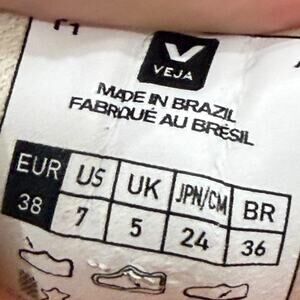 VEJA
MADE IN BRAZIL
FABRIQUÉ AU BRÉSIL
EUR US UK JPN/CM BR
38 7 5 24 36